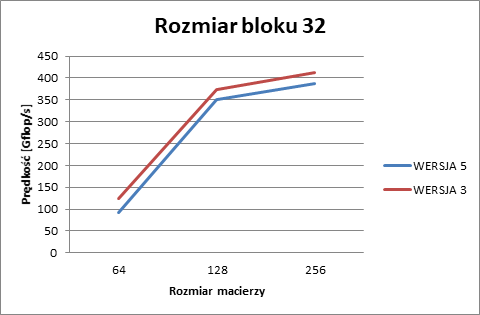 Rozmiar bloku 32
Prędkość [Gflop/s]
450
400
350
300
250
200
150
100
50
0
64 128 256
Rozmiar macierzy
WERSJA 5
WERSJA 3